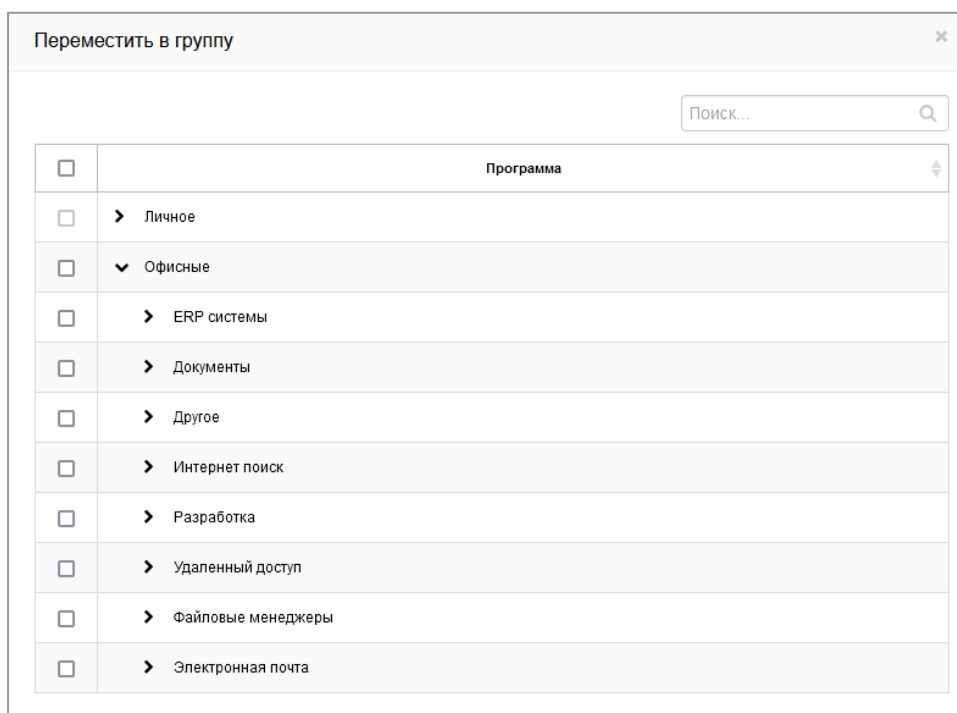 Переместить в группу
Поиск...
Программа
Личное
Офисные
ERP системы
Документы
Другое
Интернет поиск
Разработка
Удаленный доступ
Файловые менеджеры
Электронная почта